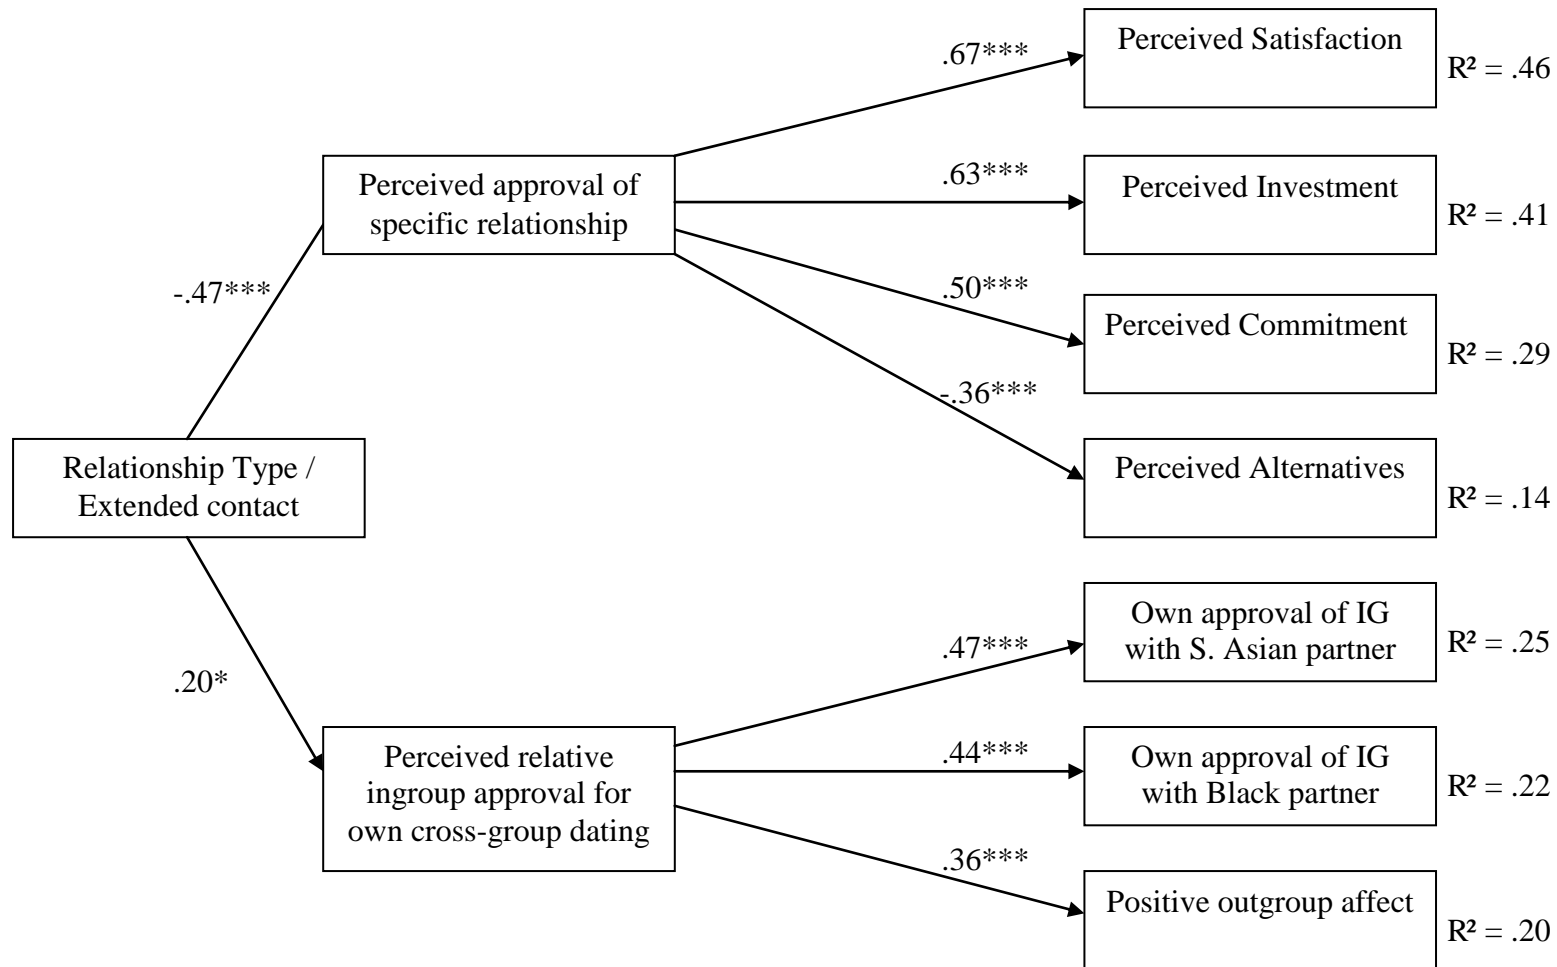 Perceived Satisfaction
.67***
R² = .46
Perceived approval of
specific relationship
.63***
Perceived Investment
R² = .41
-.47***
.50***
Perceived Commitment
R² = .29
-.36***
Relationship Type /
Extended contact
Perceived Alternatives
R² = .14
.20*
Own approval of IG
with S. Asian partner
.47***
R² = .25
Perceived relative
ingroup approval for
own cross-group dating
.44***
Own approval of IG
with Black partner
R² = .22
.36***
Positive outgroup affect
R² = .20